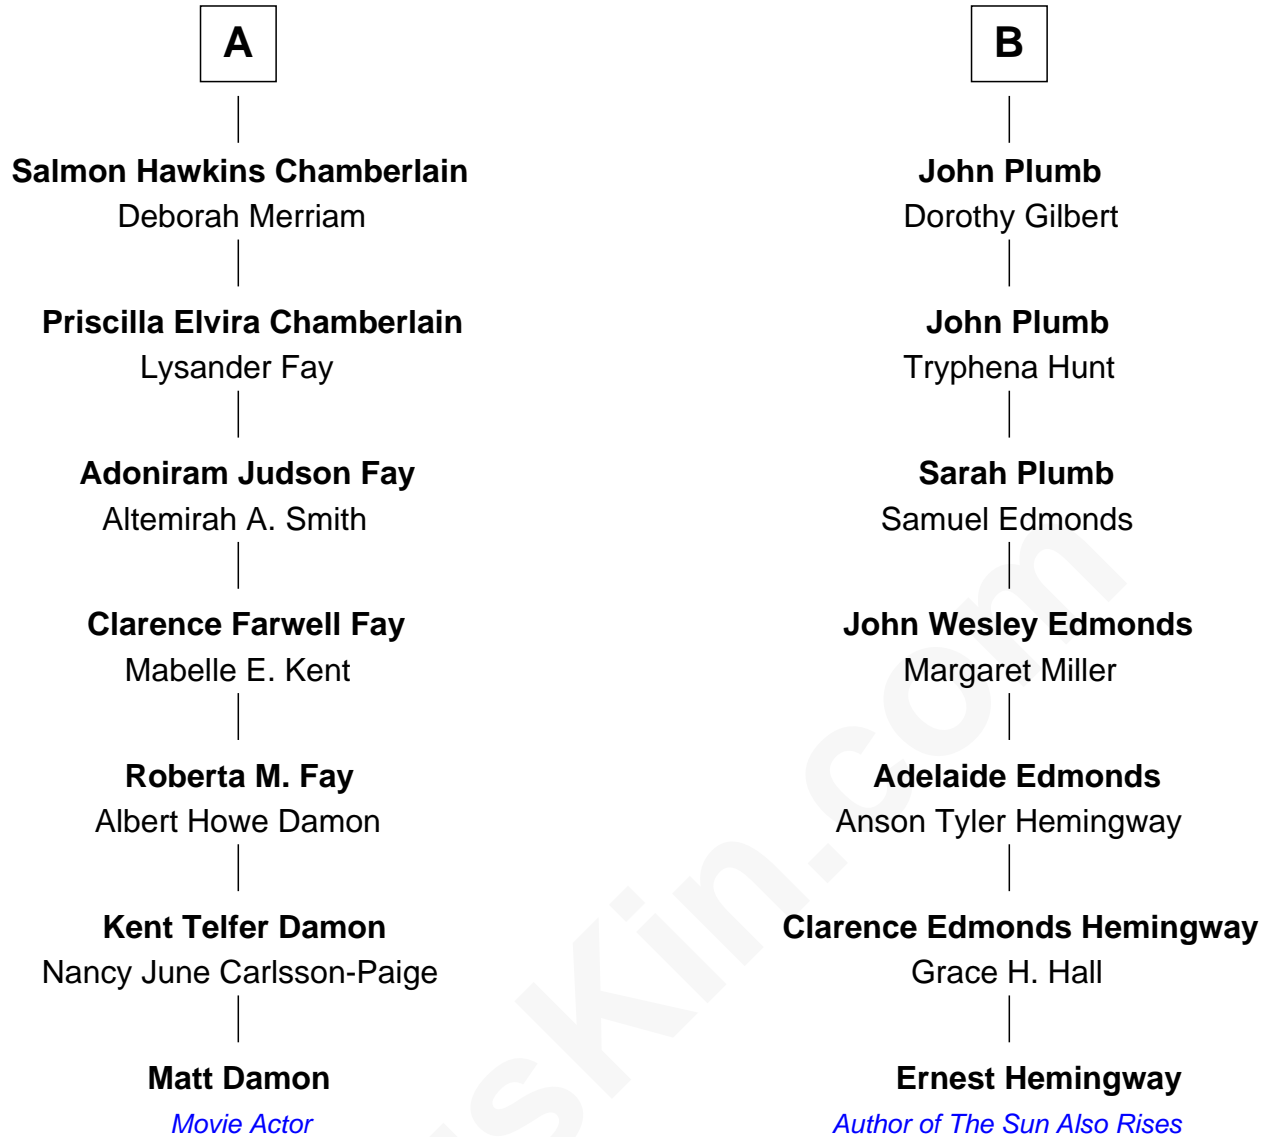 A
Salmon Hawkins Chamberlain
Deborah Merriam
Priscilla Elvira Chamberlain
Lysander Fay
Adoniram Judson Fay
Altemirah A. Smith
Clarence Farwell Fay
Mabelle E. Kent
Roberta M. Fay
Albert Howe Damon
Kent Telfer Damon
Nancy June Carlsson-Paige
Matt Damon
Movie Actor
B
John Plumb
Dorothy Gilbert
John Plumb
Tryphena Hunt
Sarah Plumb
Samuel Edmonds
John Wesley Edmonds
Margaret Miller
Adelaide Edmonds
Anson Tyler Hemingway
Clarence Edmonds Hemingway
Grace H. Hall
Ernest Hemingway
Author of The Sun Also Rises
sKin.com